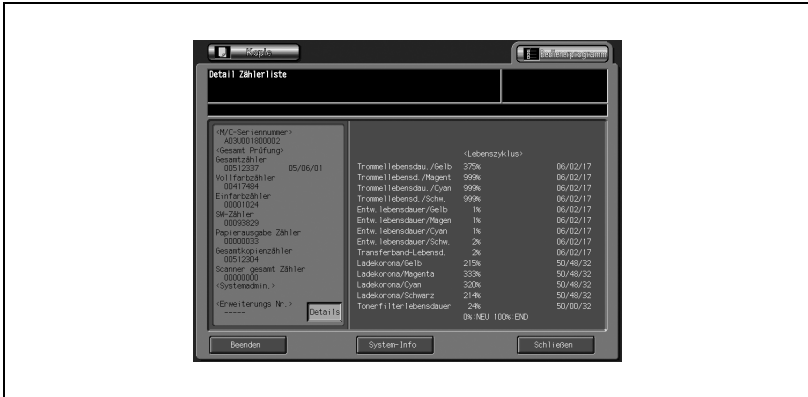 Kopie
Bedienerprogramm
Detail Zählerliste
<M/C-Seriennummer>
A03U001800002
<Gesamt Prüfung>
Gesamtzähler
00512337 05/06/01
Vollfarbzähler
00417484
Einfarbzähler
00001024
SW-Zähler
00093829
Papierausgabe Zähler
00000033
Gesamtkopienzähler
00512304
Scanner gesamt Zähler
00000000
<Systemadmin.>
<Erweiterungs Nr.>
-----
Details
<Lebenszyklus>
Trommellebensdau./Gelb 375% 06/02/17
Trommellebensd./Magent 999% 06/02/17
Trommellebensdau./Cyan 999% 06/02/17
Trommellebensd./Schw. 999% 06/02/17
Entw.lebensdauer/Gelb 1% 06/02/17
Entw.lebensdauer/Magen 1% 06/02/17
Entw.lebensdauer/Cyan 1% 06/02/17
Entw.lebensdauer/Schw. 2% 06/02/17
Transferband-Lebensd. 2% 06/02/17
Ladekorona/Gelb 215% 50/48/32
Ladekorona/Magenta 333% 50/48/32
Ladekorona/Cyan 320% 50/48/32
Ladekorona/Schwarz 214% 50/48/32
Tonerfilterlebensdauer 24% 50/00/32
0%:NEU 100%:END
Beenden
System-Info
Schließen